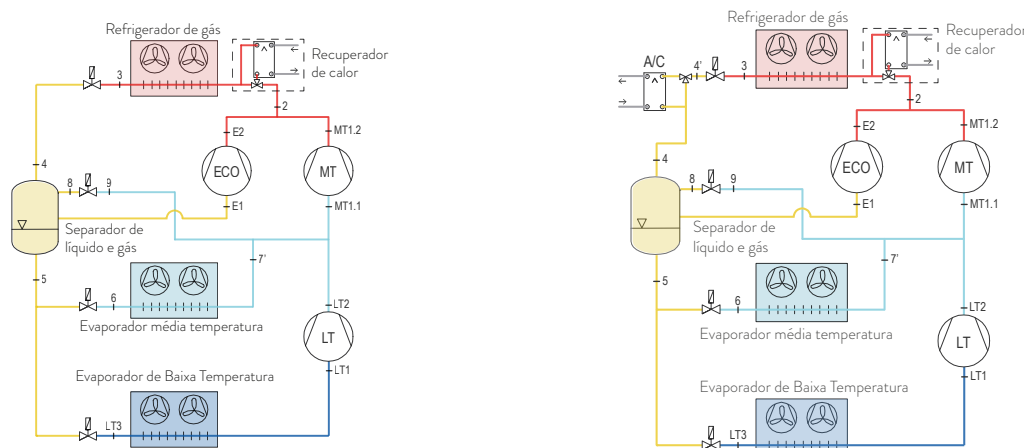 Refrigerador de gás
Recuperador
de calor
3
2
E2
MT1.2
ECO
MT
4
8
9
E1
MT1.1
Separador de
líquido e gás
7'
5
6
LT2
Evaporador média temperatura
LT
LT1
Evaporador de Baixa Temperatura
LT3
Refrigerador de gás
Recuperador
de calor
A/C
4'
3
2
E2
MT1.2
ECO
MT
4
8
9
E1
MT1.1
Separador de
líquido e gás
7'
5
6
LT2
Evaporador média temperatura
LT
LT1
Evaporador de Baixa Temperatura
LT3